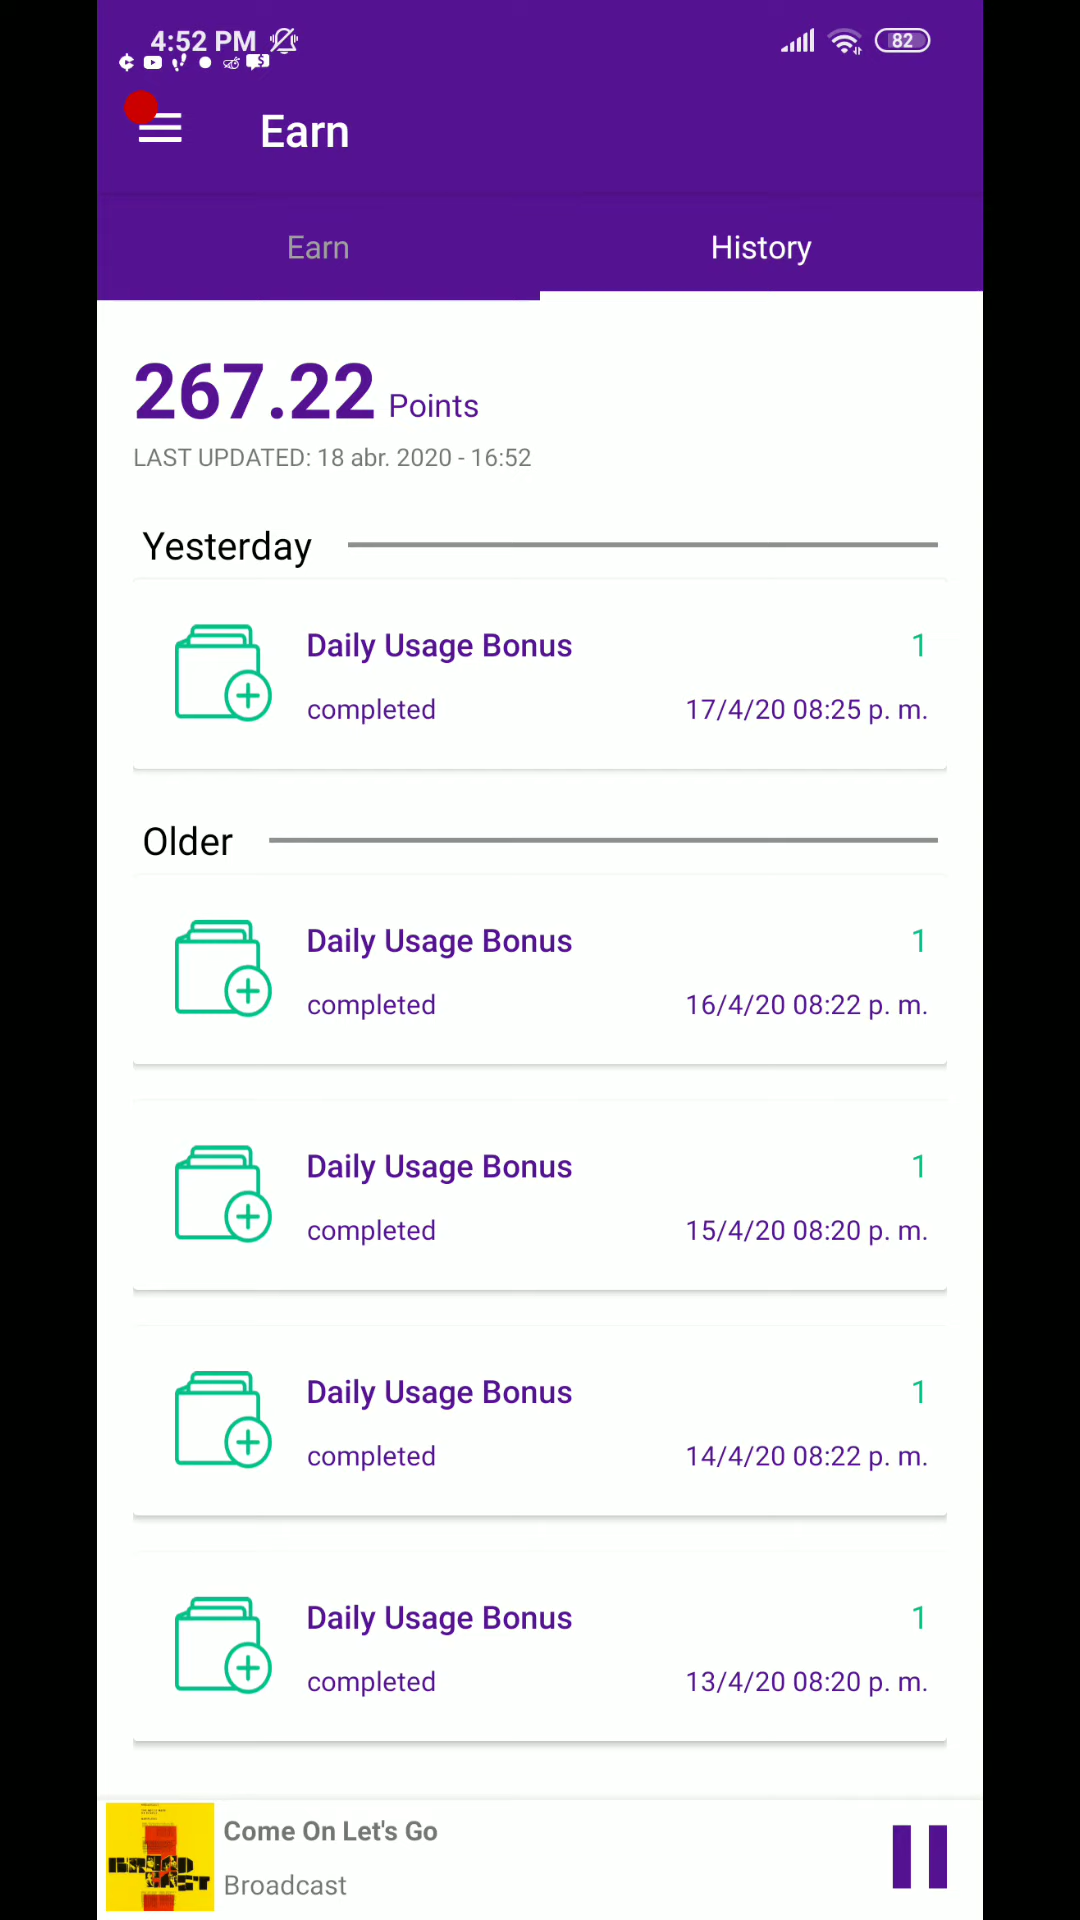 4:52 PM
82
Earn
Earn
History
267.22 Points
LAST UPDATED: 18 abr. 2020 - 16:52
Yesterday
Daily Usage Bonus 1
completed 17/4/20 08:25 p. m.
Older
Daily Usage Bonus 1
completed 16/4/20 08:22 p. m.
Daily Usage Bonus 1
completed 15/4/20 08:20 p. m.
Daily Usage Bonus 1
completed 14/4/20 08:22 p. m.
Daily Usage Bonus 1
completed 13/4/20 08:20 p. m.
BROADCAST
Come On Let's Go
Broadcast